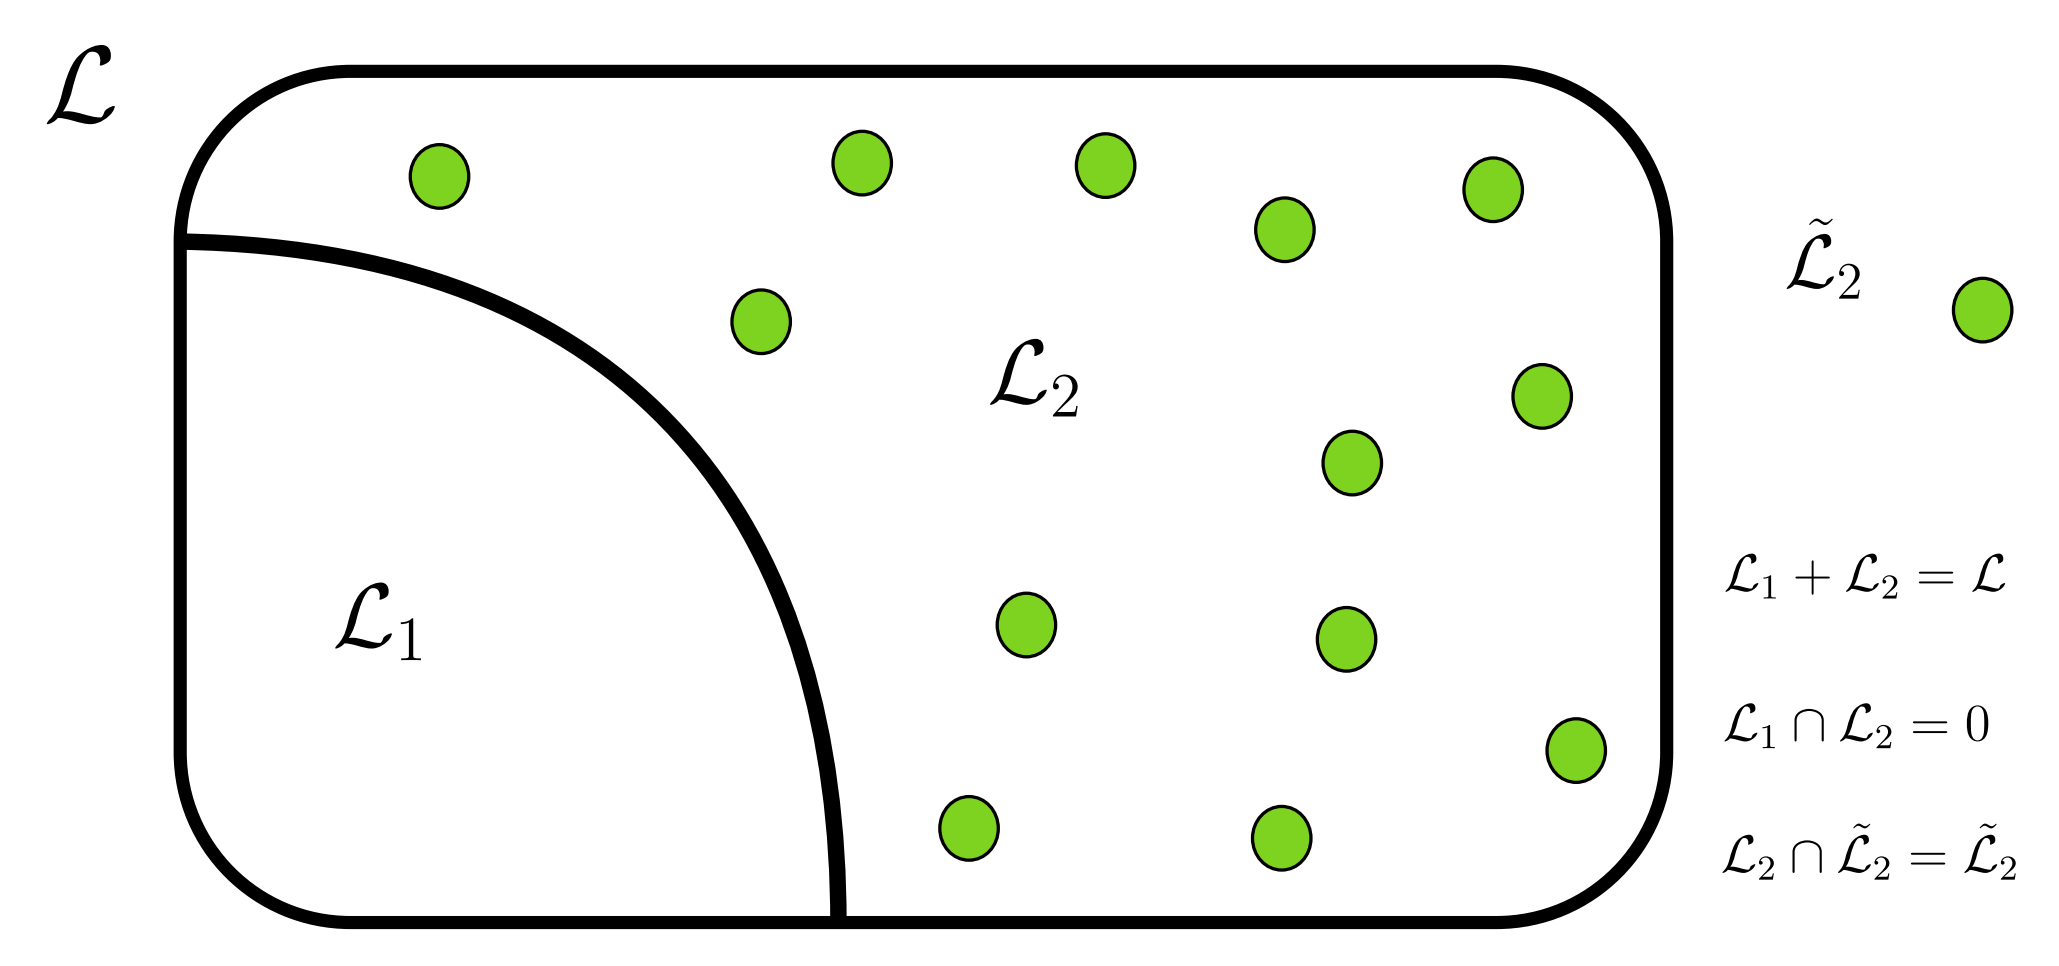 ℒ
ℒ̃₂
ℒ₂
ℒ₁
ℒ₁ + ℒ₂ = ℒ
ℒ₁ ∩ ℒ₂ = 0
ℒ₂ ∩ ℒ̃₂ = ℒ̃₂